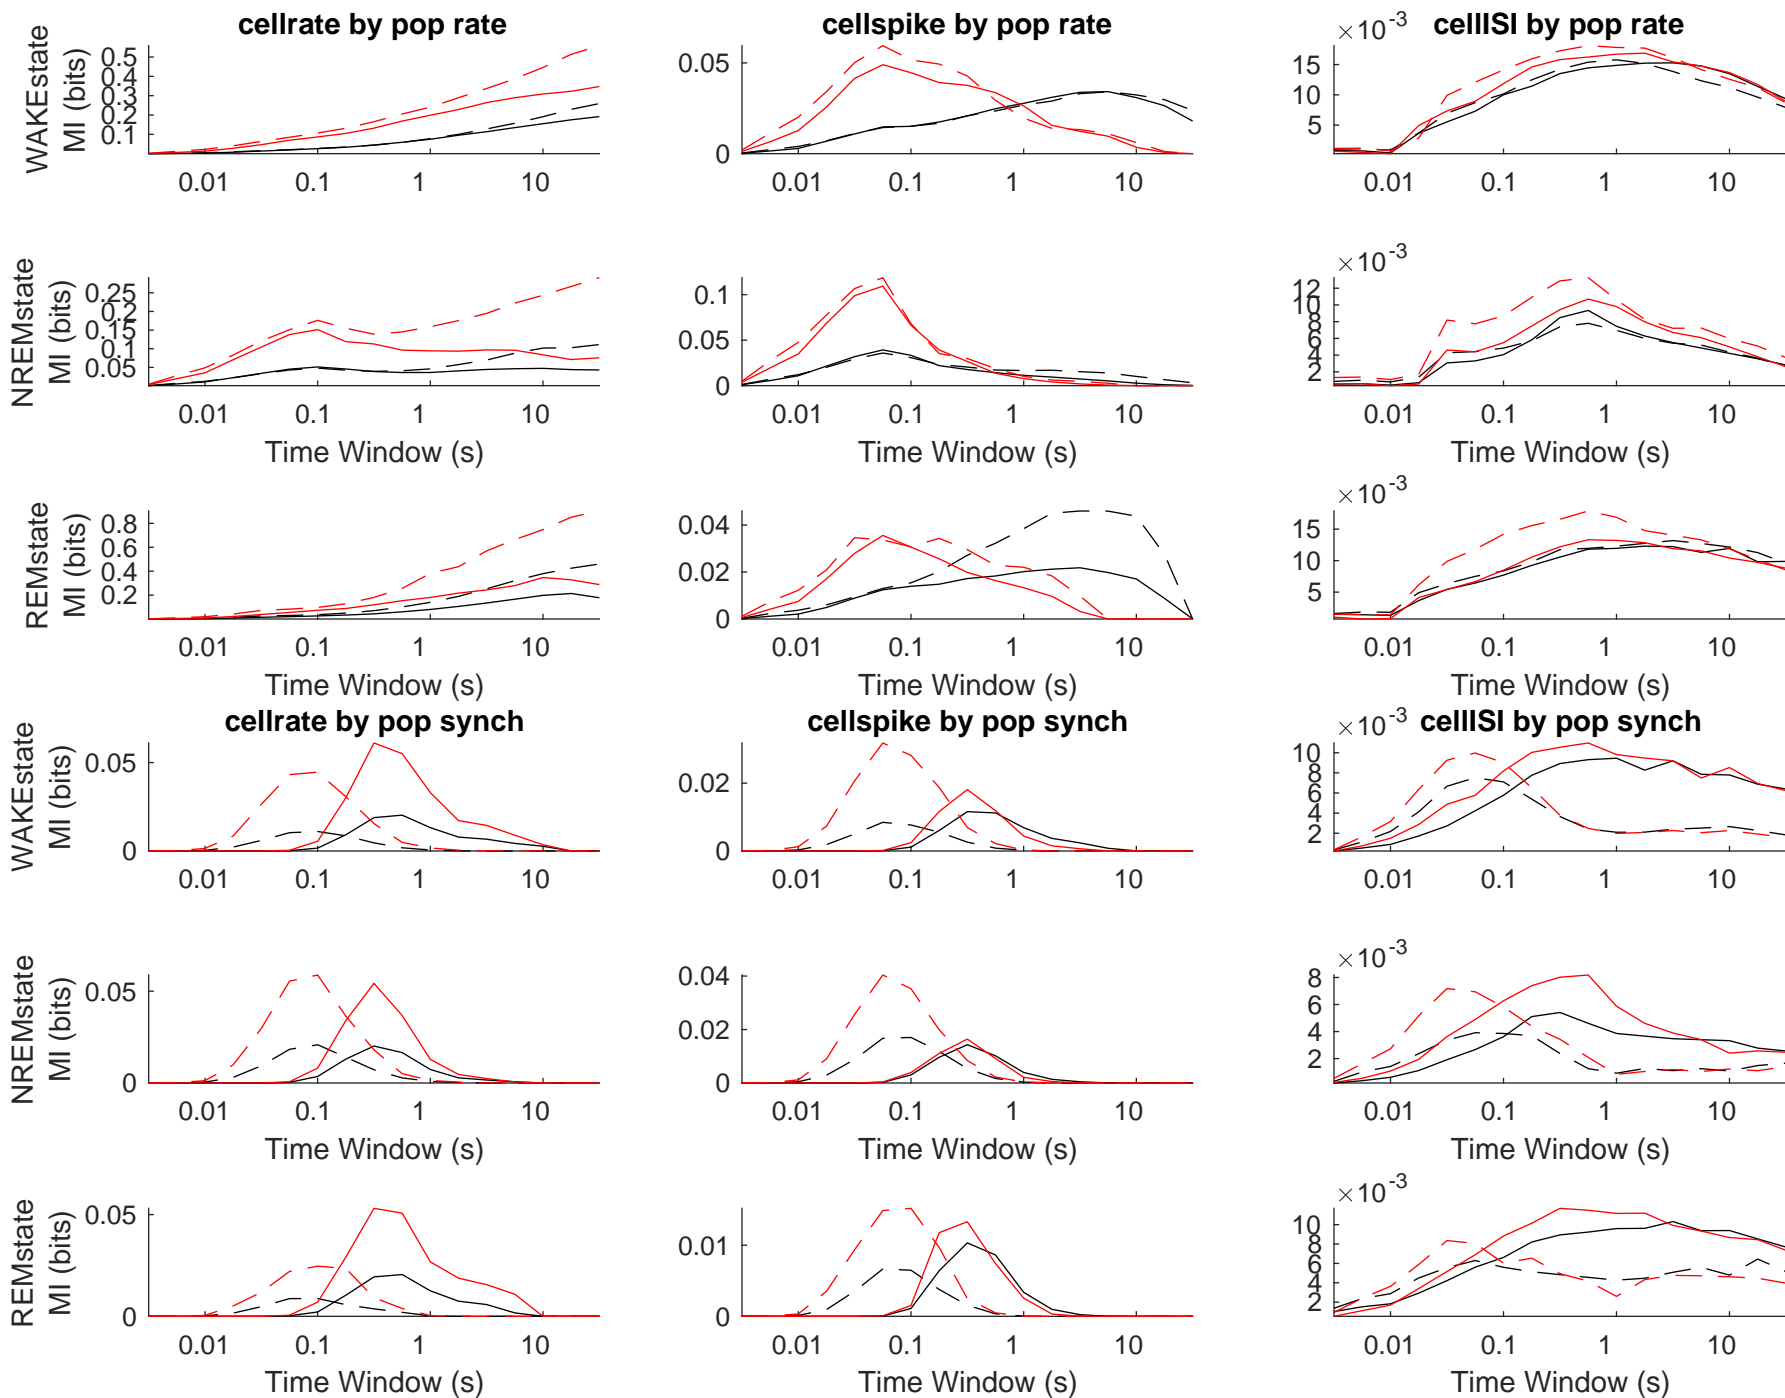 cellrate by pop rate
WAKEstate
MI (bits)
0.5
0.4
0.3
0.2
0.1
0.01 0.1 1 10
cellspike by pop rate
0.05
0
0.01 0.1 1 10
cellISI by pop rate
×10-3
15
10
5
0.01 0.1 1 10
NREMstate
MI (bits)
0.25
0.2
0.15
0.1
0.05
0.01 0.1 1 10
Time Window (s)
0.1
0.05
0
0.01 0.1 1 10
Time Window (s)
×10-3
12
10
8
6
4
2
0.01 0.1 1 10
Time Window (s)
REMstate
MI (bits)
0.8
0.6
0.4
0.2
0.01 0.1 1 10
Time Window (s)
0.04
0.02
0
0.01 0.1 1 10
Time Window (s)
×10-3
15
10
5
0.01 0.1 1 10
Time Window (s)
cellrate by pop synch
WAKEstate
MI (bits)
0.05
0
0.01 0.1 1 10
cellspike by pop synch
0.02
0
0.01 0.1 1 10
cellISI by pop synch
×10-3
10
8
6
4
2
0.01 0.1 1 10
NREMstate
MI (bits)
0.05
0
0.01 0.1 1 10
Time Window (s)
0.04
0.02
0
0.01 0.1 1 10
Time Window (s)
×10-3
8
6
4
2
0.01 0.1 1 10
Time Window (s)
REMstate
MI (bits)
0.05
0
0.01 0.1 1 10
Time Window (s)
0.01
0
0.01 0.1 1 10
Time Window (s)
×10-3
10
8
6
4
2
0.01 0.1 1 10
Time Window (s)